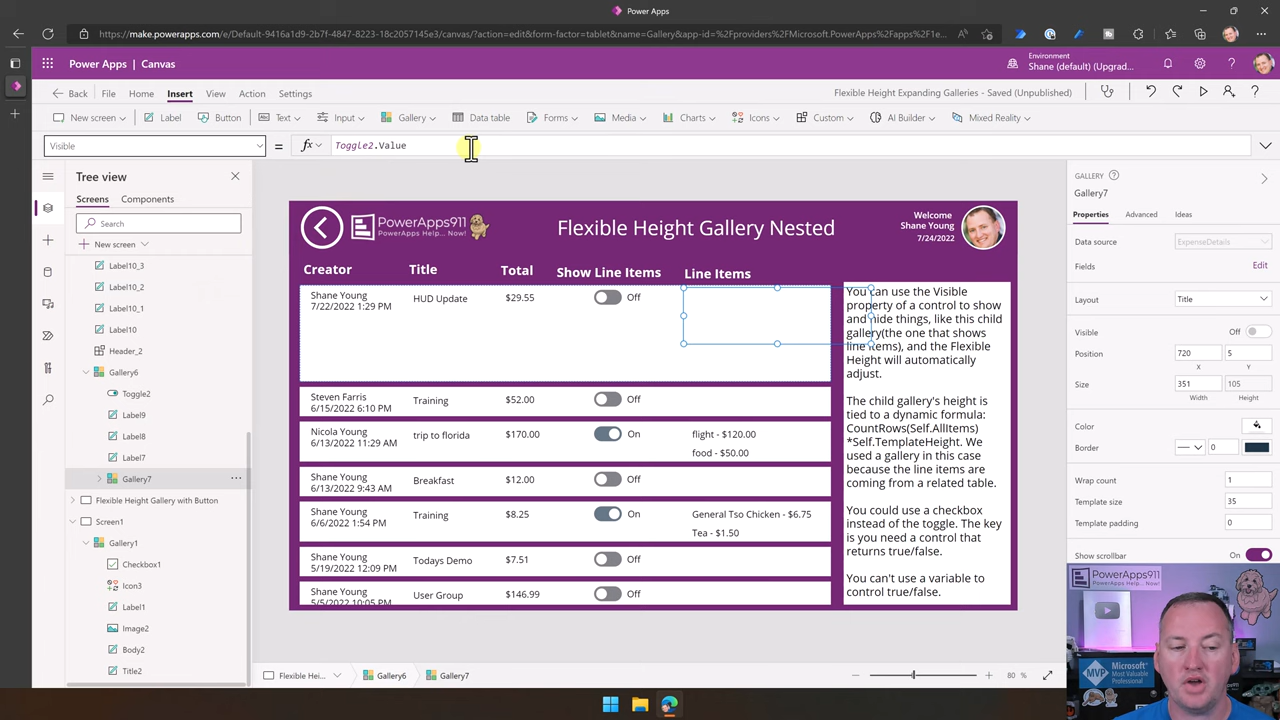 Power Apps
https://make.powerapps.com/e/Default-9416a1d9-2b7f-4847-8223-18c2057145e3/canvas/?action=edit&form-factor=tablet&name=Gallery&app-id=%2Fproviders%2FMicrosoft.PowerApps%2Fapps%2F1e...
Power Apps | Canvas
Environment
Shane (default) (Upgrad...
Back File Home Insert View Action Settings
Flexible Height Expanding Galleries - Saved (Unpublished)
New screen Label Button Text Input Gallery Data table Forms Media Charts Icons Custom AI Builder Mixed Reality
Visible = fx Toggle2.Value
Tree view
Screens Components
Search
New screen
Label10_3
Label10_2
Label10_1
Label10
Header_2
Gallery6
Toggle2
Label9
Label8
Label7
Gallery7
Flexible Height Gallery with Button
Screen1
Gallery1
Checkbox1
Icon3
Label1
Image2
Body2
Title2
PowerApps911
PowerApps Help... Now!
Flexible Height Gallery Nested
Welcome
Shane Young
7/24/2022
Creator Title Total Show Line Items Line Items
Shane Young HUD Update $29.55 Off
7/22/2022 1:29 PM
Steven Farris Training $52.00 Off
6/15/2022 6:10 PM
Nicola Young trip to florida $170.00 On flight - $120.00
6/13/2022 11:29 AM food - $50.00
Shane Young Breakfast $12.00 Off
6/13/2022 9:43 AM
Shane Young Training $8.25 On General Tso Chicken - $6.75
6/6/2022 1:54 PM Tea - $1.50
Shane Young Todays Demo $7.51 Off
5/19/2022 12:09 PM
Shane Young User Group $146.99 Off
5/5/2022 10:05 PM
You can use the Visible
property of a control to show
and hide things, like this child
gallery(the one that shows
line items), and the Flexible
Height will automatically
adjust.
The child gallery's height is
tied to a dynamic formula:
CountRows(Self.AllItems)
*Self.TemplateHeight. We
used a gallery in this case
because the line items are
coming from a related table.
You could use a checkbox
instead of the toggle. The key
is you need a control that
returns true/false.
You can't use a variable to
control true/false.
GALLERY
Gallery7
Properties Advanced Ideas
Data source ExpenseDetails
Fields Edit
Layout Title
Visible Off
Position 720 5
X Y
Size 351 105
Width Height
Color
Border 0
Wrap count 1
Template size 35
Template padding 0
Show scrollbar On
PowerApps911
Microsoft
MVP Most Valuable
Professional
Flexible Hei... Gallery6 Gallery7
80 %